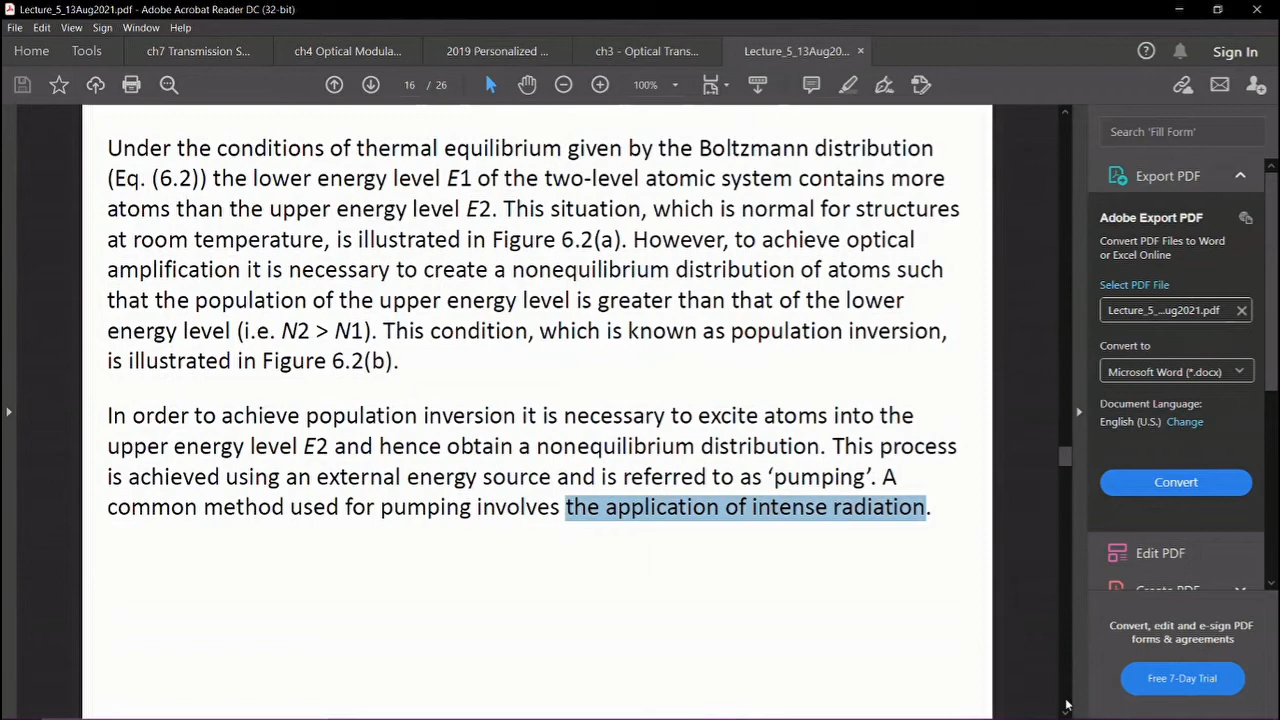 Lecture_5_13Aug2021.pdf - Adobe Acrobat Reader DC (32-bit)
File Edit View Sign Window Help
Home Tools ch7 Transmission S... ch4 Optical Modula... 2019 Personalized ... ch3 - Optical Trans... Lecture_5_13Aug20... × Sign In
16 / 26 100%
Under the conditions of thermal equilibrium given by the Boltzmann distribution
(Eq. (6.2)) the lower energy level E1 of the two-level atomic system contains more
atoms than the upper energy level E2. This situation, which is normal for structures
at room temperature, is illustrated in Figure 6.2(a). However, to achieve optical
amplification it is necessary to create a nonequilibrium distribution of atoms such
that the population of the upper energy level is greater than that of the lower
energy level (i.e. N2 > N1). This condition, which is known as population inversion,
is illustrated in Figure 6.2(b).
In order to achieve population inversion it is necessary to excite atoms into the
upper energy level E2 and hence obtain a nonequilibrium distribution. This process
is achieved using an external energy source and is referred to as ‘pumping’. A
common method used for pumping involves the application of intense radiation.
Search 'Fill Form'
Export PDF
Adobe Export PDF
Convert PDF Files to Word
or Excel Online
Select PDF File
Lecture_5_...ug2021.pdf
Convert to
Microsoft Word (*.docx)
Document Language:
English (U.S.) Change
Convert
Edit PDF
Create PDF
Convert, edit and e-sign PDF
forms & agreements
Free 7-Day Trial